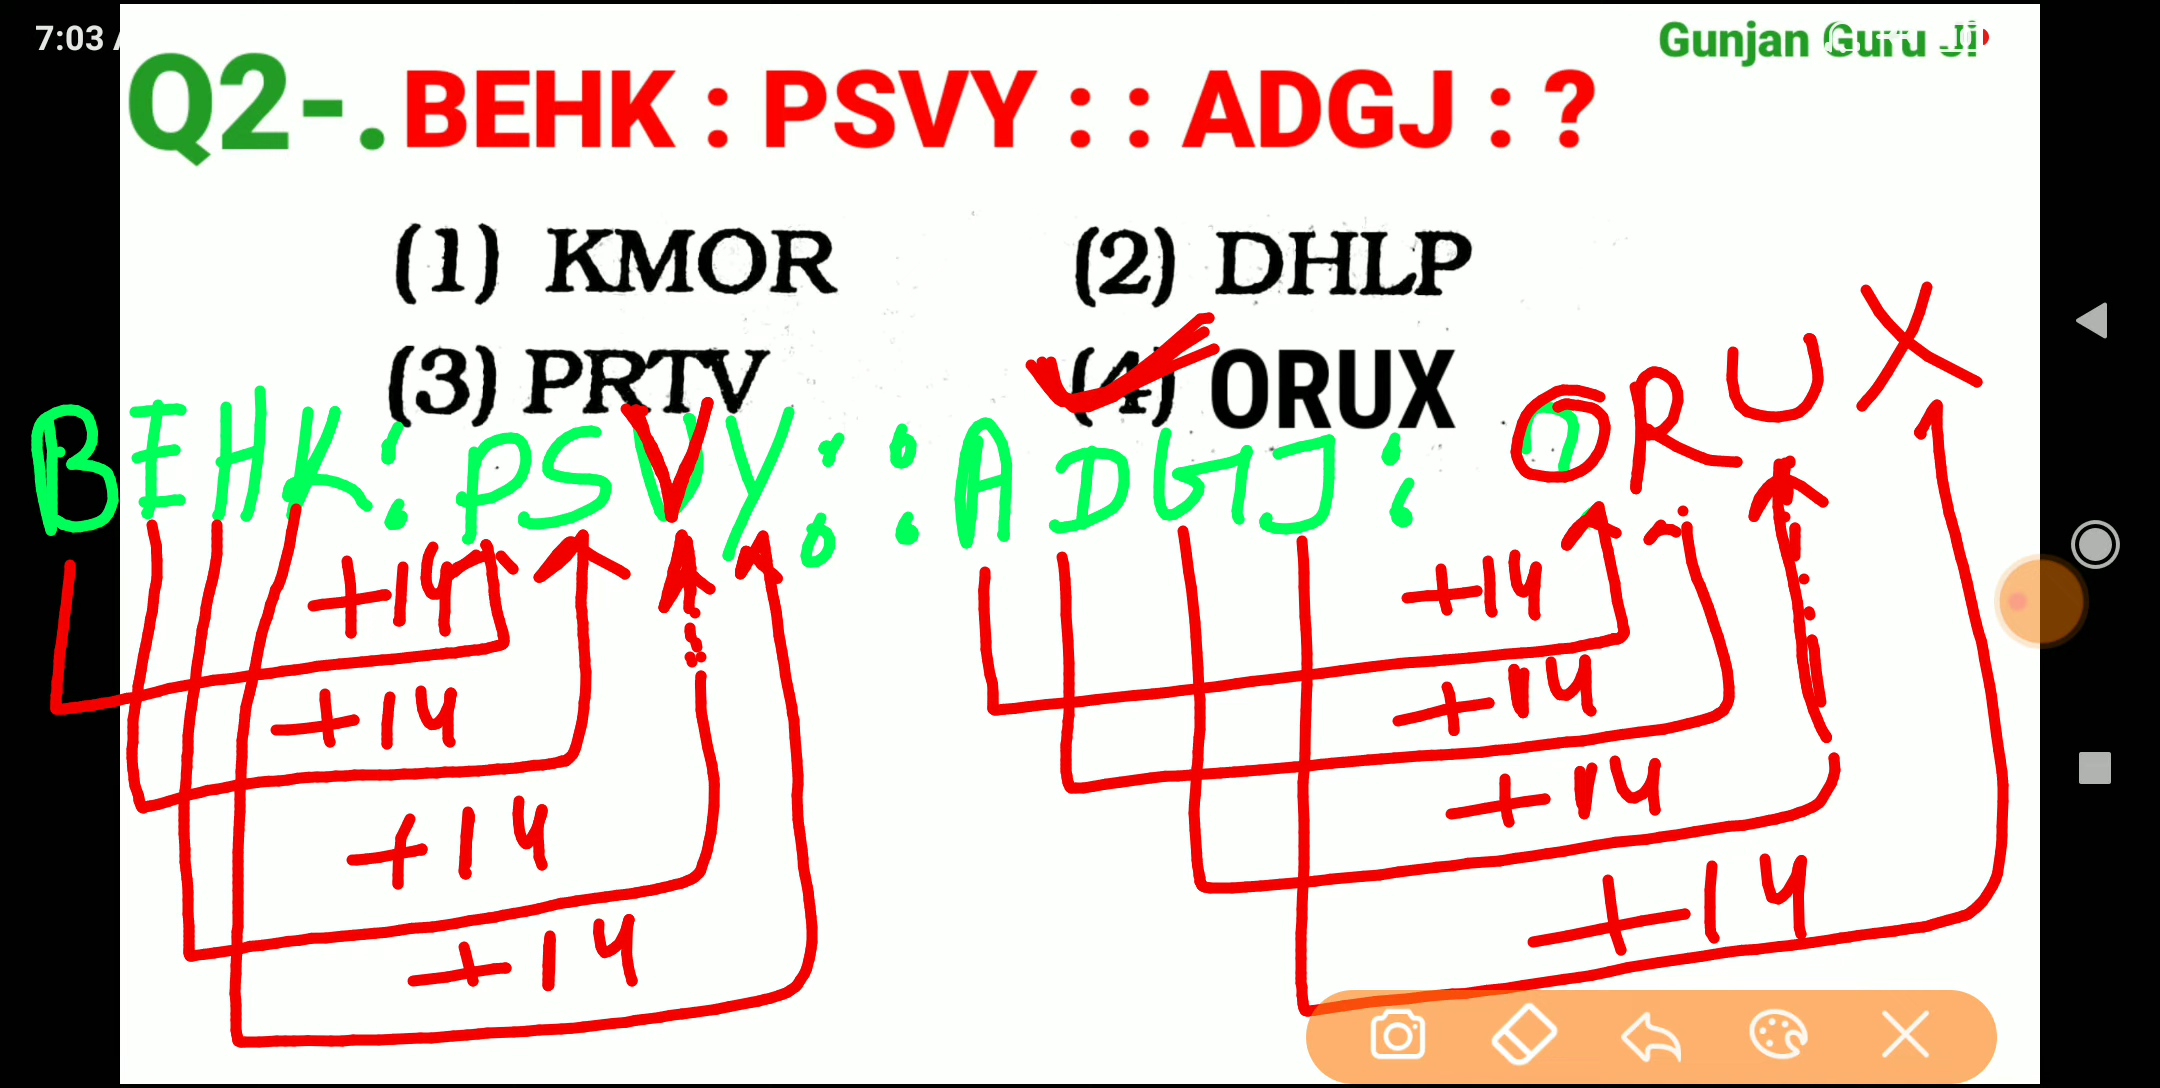 7:03
Gunjan Guru Ji
Q2-. BEHK : PSVY : : ADGJ : ?
(1) KMOR (2) DHLP
(3) PRTV (4) ORUX
BEHK : PSVY :: ADGJ : ORUX
+14 +14
+14 +14
+14 +14
+14 +14